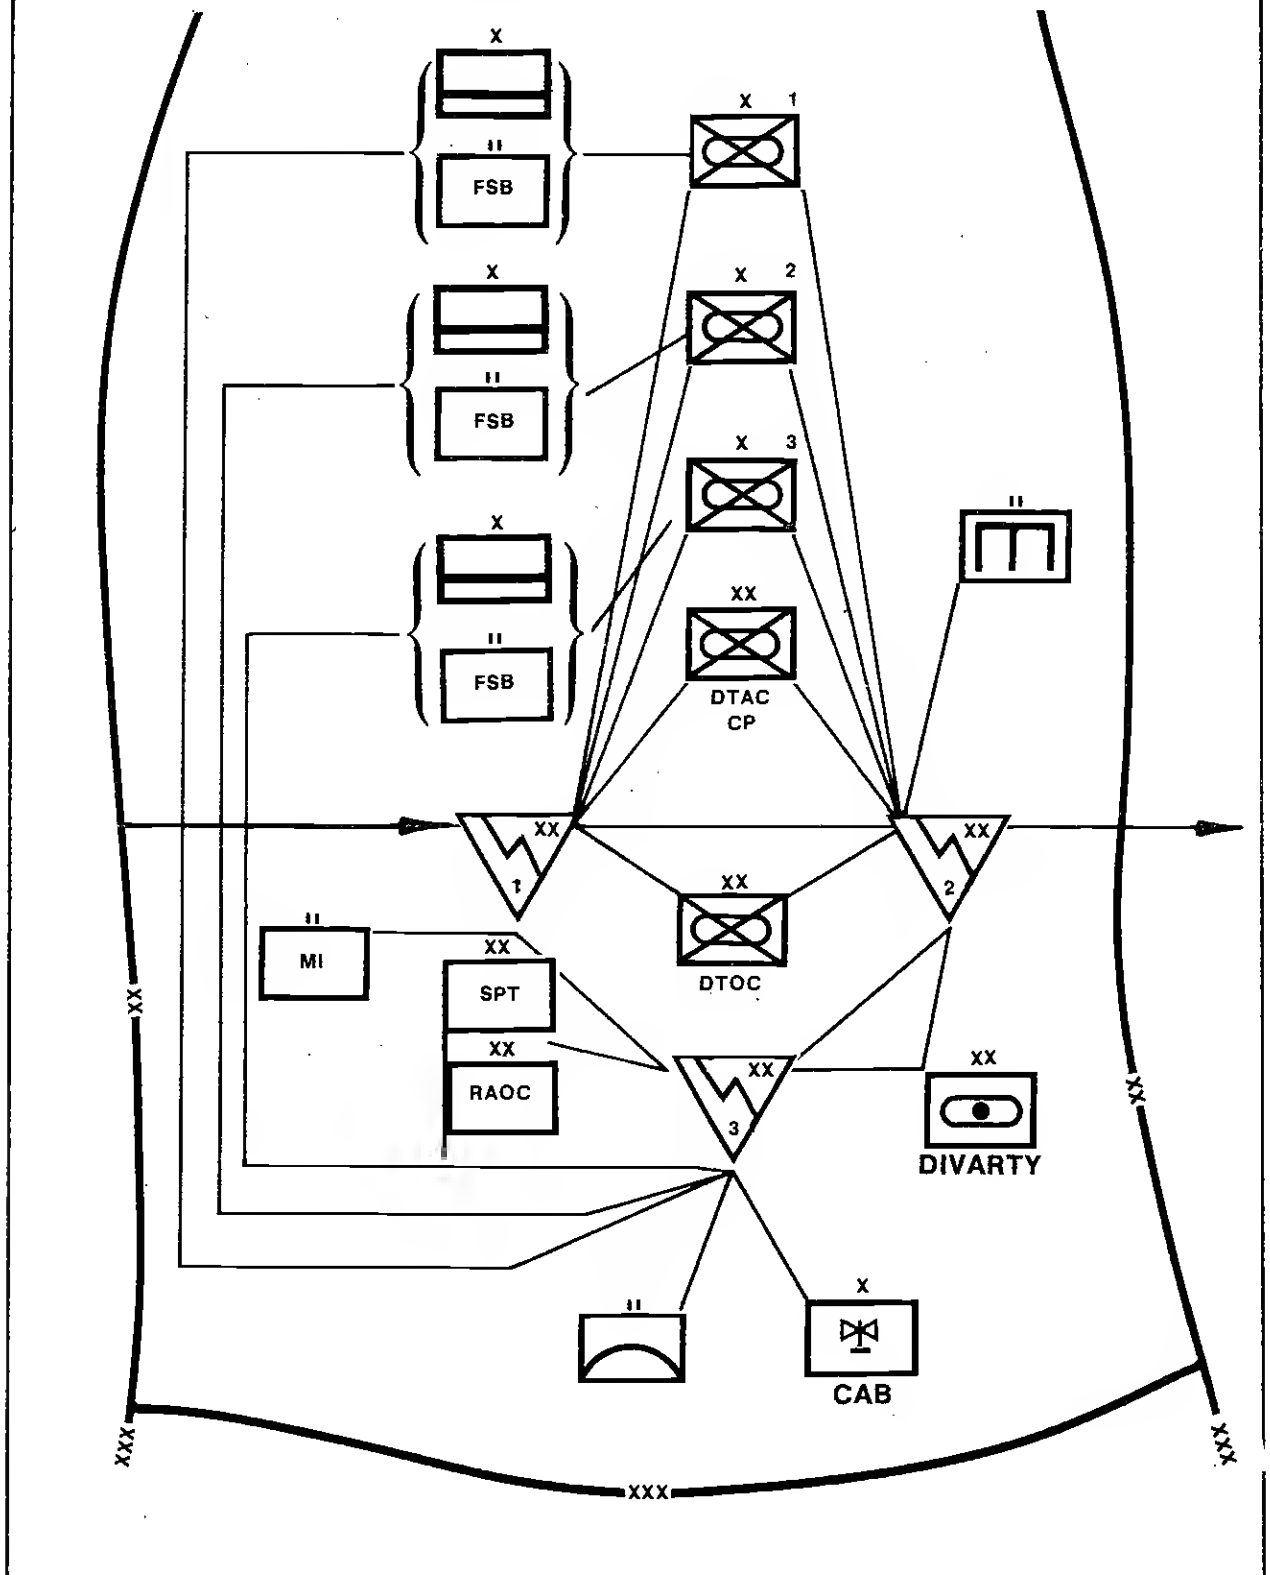 X
X 1
II
FSB
X
X 2
II
FSB
X 3
II
X
XX
II
FSB
DTAC
CP
XX
XX
1
2
XX
II
MI
DTOC
XX
SPT
XX
XX
RAOC
XX
XX
3
XX
DIVARTY
XX
X
II
CAB
XXX
XXX
XXX